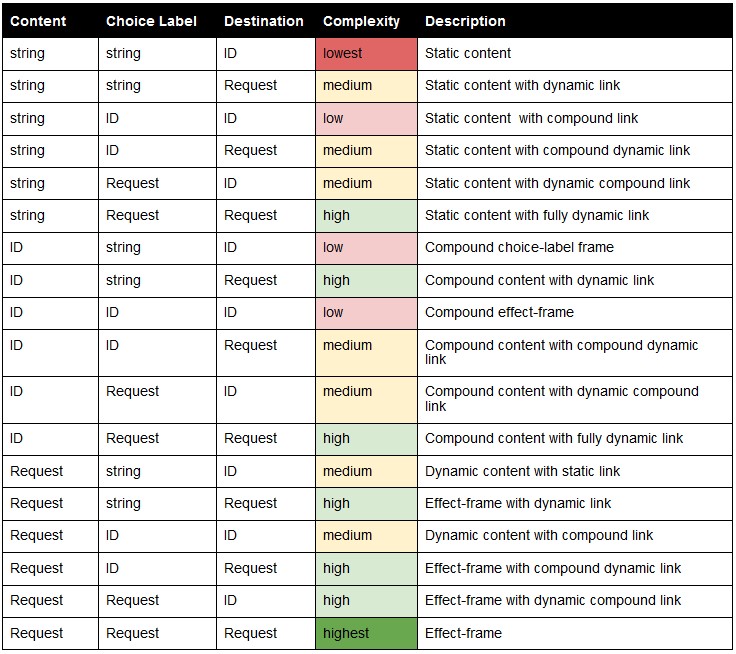 Content Choice Label Destination Complexity Description
string string ID lowest Static content
string string Request medium Static content with dynamic link
string ID ID low Static content with compound link
string ID Request medium Static content with compound dynamic link
string Request ID medium Static content with dynamic compound link
string Request Request high Static content with fully dynamic link
ID string ID low Compound choice-label frame
ID string Request high Compound content with dynamic link
ID ID ID low Compound effect-frame
ID ID Request medium Compound content with compound dynamic
link
ID Request ID medium Compound content with dynamic compound
link
ID Request Request high Compound content with fully dynamic link
Request string ID medium Dynamic content with static link
Request string Request high Effect-frame with dynamic link
Request ID ID medium Dynamic content with compound link
Request ID Request high Effect-frame with compound dynamic link
Request Request ID high Effect-frame with dynamic compound link
Request Request Request highest Effect-frame